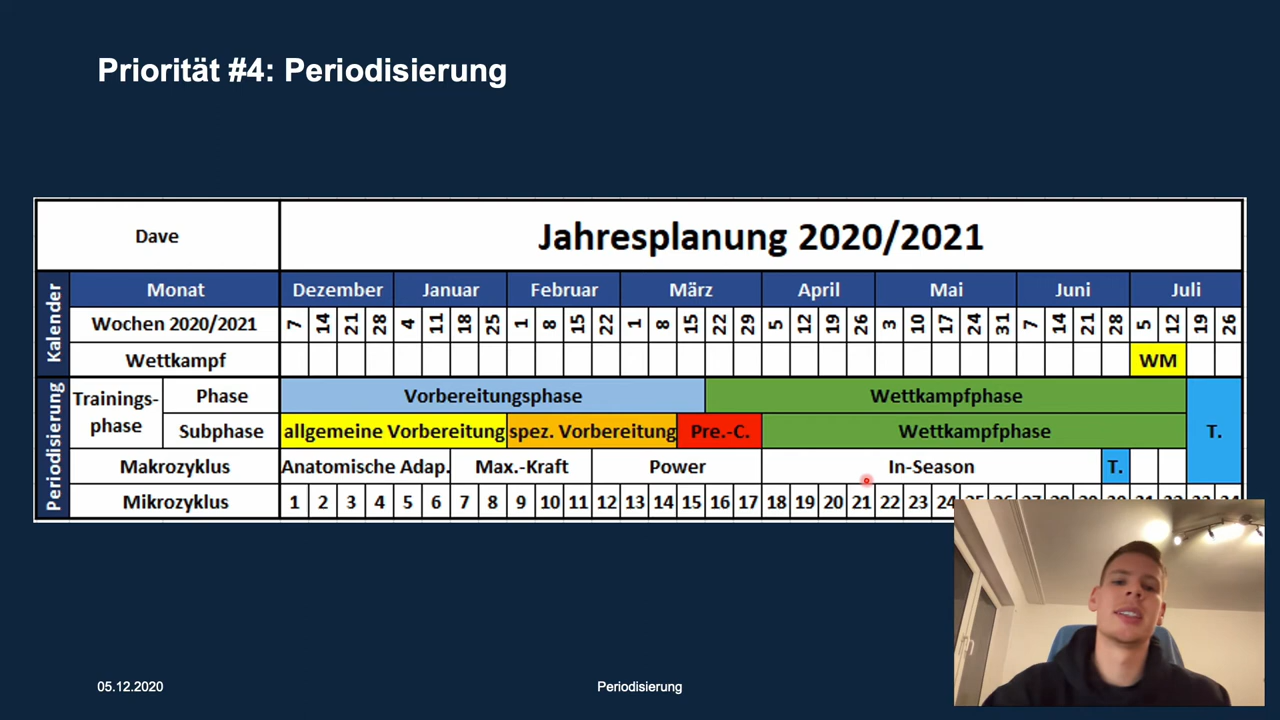 Priorität #4: Periodisierung
Dave Jahresplanung 2020/2021
Kalender
Monat Dezember Januar Februar März April Mai Juni Juli
Wochen 2020/2021 7 14 21 28 4 11 18 25 1 8 15 22 1 8 15 22 29 5 12 19 26 3 10 17 24 31 7 14 21 28 5 12 19 26
Wettkampf WM
Periodisierung
Trainings-
phase
Phase Vorbereitungsphase Wettkampfphase
Subphase allgemeine Vorbereitung spez. Vorbereitung Pre.-C. Wettkampfphase T.
Makrozyklus Anatomische Adap. Max.-Kraft Power In-Season T.
Mikrozyklus 1 2 3 4 5 6 7 8 9 10 11 12 13 14 15 16 17 18 19 20 21 22 23 24
05.12.2020 Periodisierung